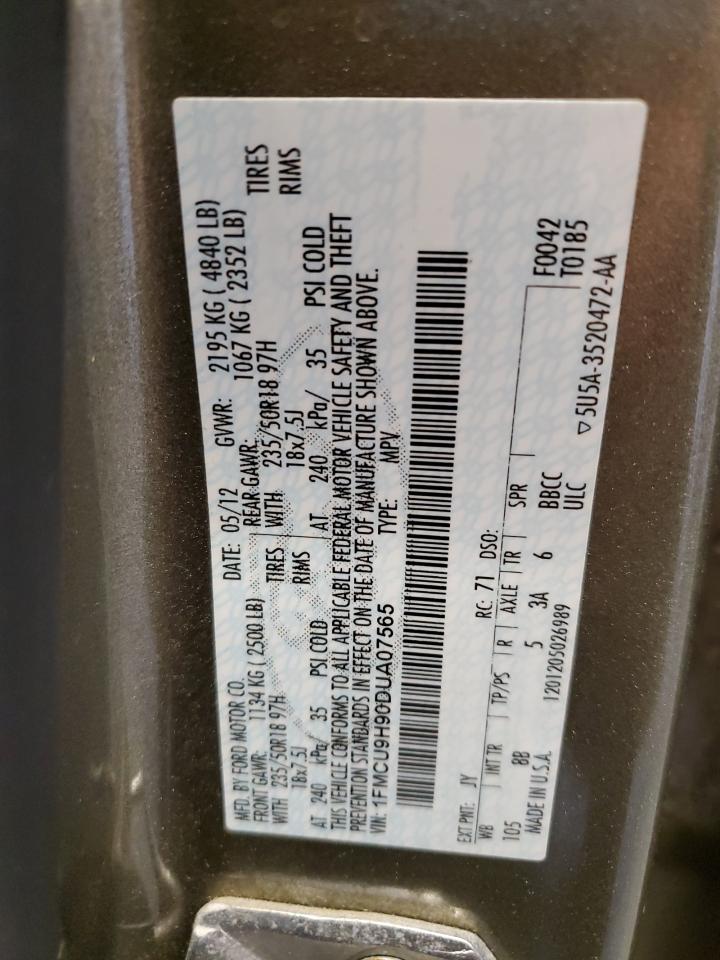 MFD. BY FORD MOTOR CO. DATE: 05/12 GVWR: 2195 KG ( 4840 LB)
FRONT GAWR: 1134 KG ( 2500 LB) REAR GAWR: 1067 KG ( 2352 LB)
WITH 235/50R18 97H TIRES WITH 235/50R18 97H TIRES
18x7.5J RIMS 18x7.5J RIMS
AT 240 kPa/ 35 PSI COLD AT 240 kPa/ 35 PSI COLD
THIS VEHICLE CONFORMS TO ALL APPLICABLE FEDERAL MOTOR VEHICLE SAFETY AND THEFT
PREVENTION STANDARDS IN EFFECT ON THE DATE OF MANUFACTURE SHOWN ABOVE.
VIN: 1FMCU9H90DUA07565 TYPE: MPV
EXT PNT: JY RC: 71 DSO: F0042
WB INT TR TP/PS R AXLE TR SPR T0185
105 8B 5 3A 6 BBCC
MADE IN U.S.A. 1201205026989 ULC
▽5U5A-3520472-AA